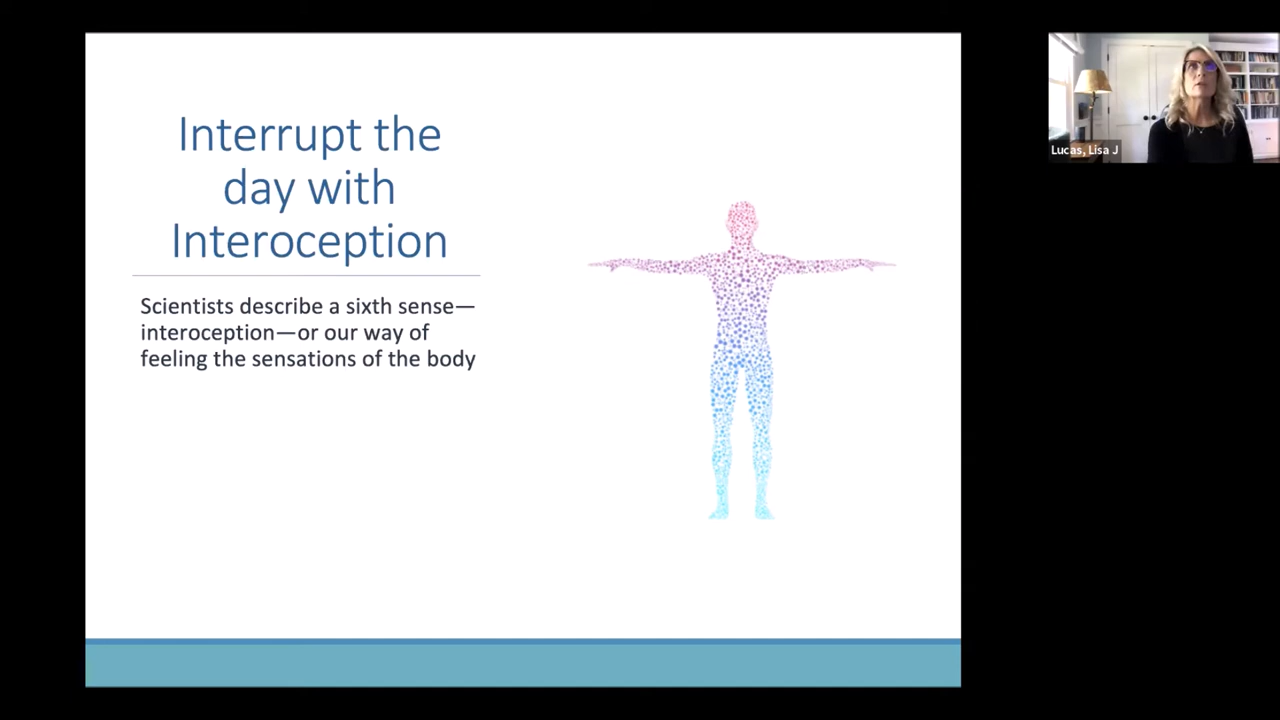 Interrupt the
day with
Interoception
Scientists describe a sixth sense—
interoception—or our way of
feeling the sensations of the body
Lucas, Lisa J